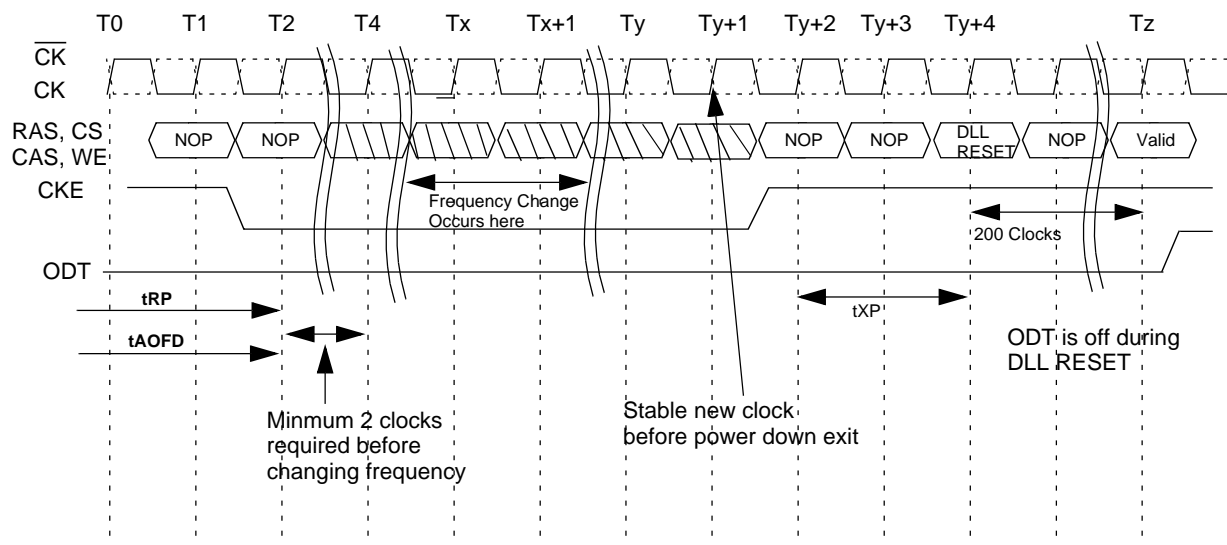 T0 T1 T2 T4 Tx Tx+1 Ty Ty+1 Ty+2 Ty+3 Ty+4 Tz
CK
CK
RAS, CS
CAS, WE
NOP NOP NOP NOP DLL RESET NOP Valid
CKE
Frequency Change
Occurs here
200 Clocks
ODT
tRP
tXP
tAOFD
ODT is off during
DLL RESET
Minmum 2 clocks
required before
changing frequency
Stable new clock
before power down exit